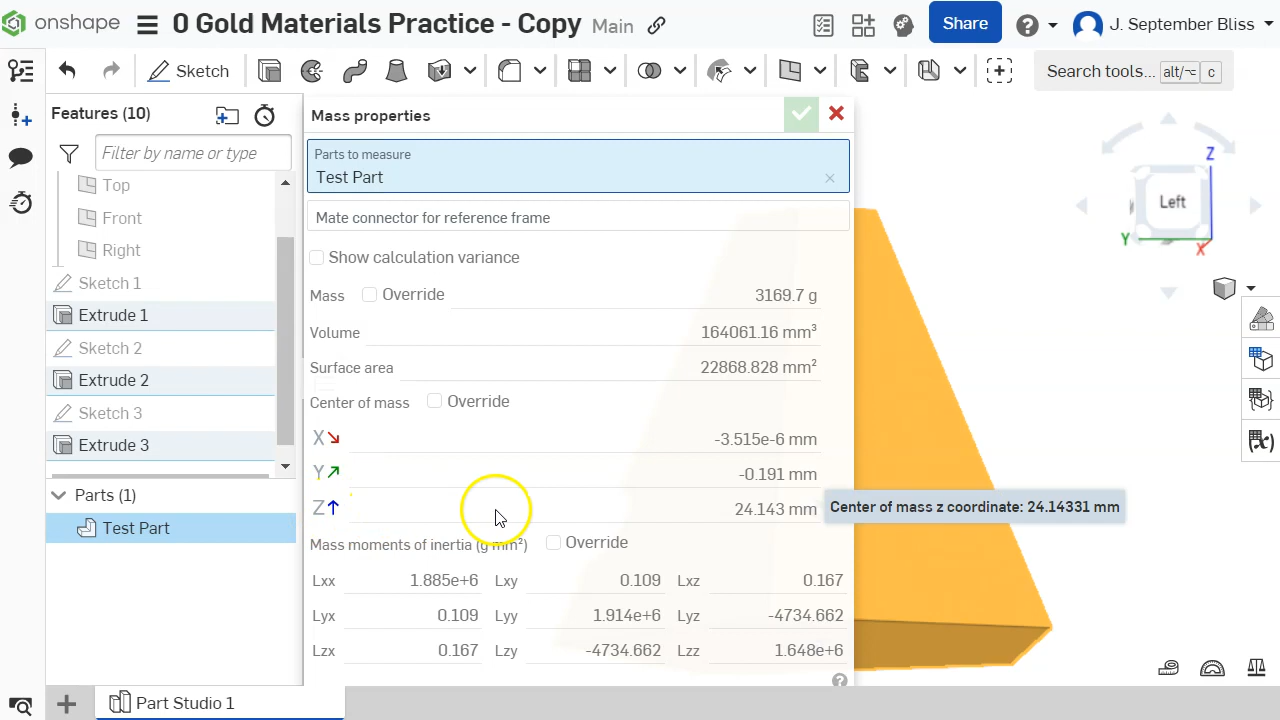 onshape 0 Gold Materials Practice - Copy Main Share J. September Bliss
Sketch Search tools... alt/⌥ c
Features (10)
Filter by name or type
Top
Front
Right
Sketch 1
Extrude 1
Sketch 2
Extrude 2
Sketch 3
Extrude 3
Parts (1)
Test Part
Mass properties
Parts to measure
Test Part
Mate connector for reference frame
Show calculation variance
Mass Override 3169.7 g
Volume 164061.16 mm³
Surface area 22868.828 mm²
Center of mass Override
X -3.515e-6 mm
Y -0.191 mm
Z 24.143 mm
Center of mass z coordinate: 24.14331 mm
Mass moments of inertia (g mm²) Override
Lxx 1.885e+6 Lxy 0.109 Lxz 0.167
Lyx 0.109 Lyy 1.914e+6 Lyz -4734.662
Lzx 0.167 Lzy -4734.662 Lzz 1.648e+6
Z
Left
Y
X
Part Studio 1